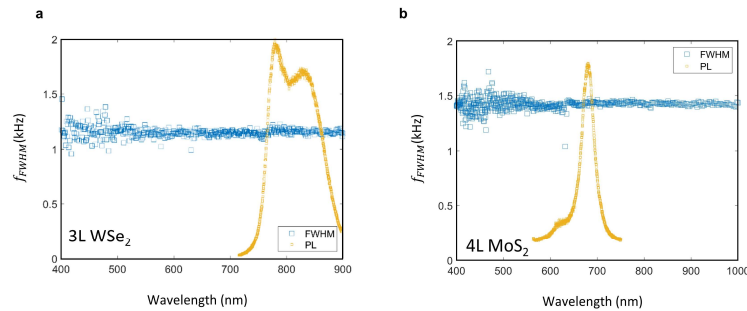 a
b
2
1.5
1
0.5
0
f_FWHM(kHz)
FWHM
PL
3L WSe₂
400 500 600 700 800 900
Wavelength (nm)
2
1.5
1
0.5
0
f_FWHM(kHz)
FWHM
PL
4L MoS₂
400 500 600 700 800 900 1000
Wavelength (nm)